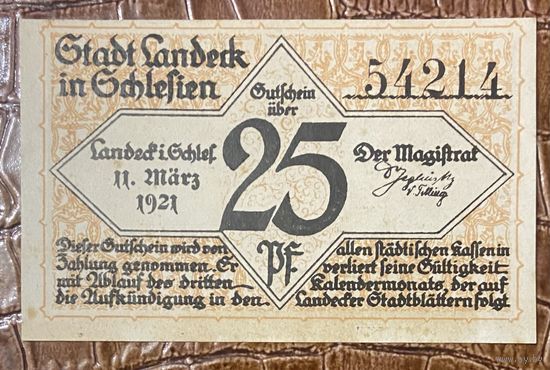 Stadt Landeck
in Schlesien
54214
Gutschein
über
25
Pf.
Landeck i. Schles.
11. März
1921
Der Magistrat
Dieser Gutschein wird von allen städtischen Kassen in
Zahlung genommen. Er verliert seine Gültigkeit
mit Ablauf des dritten Kalendermonats, der auf
die Aufkündigung in den Landecker Stadtblättern folgt